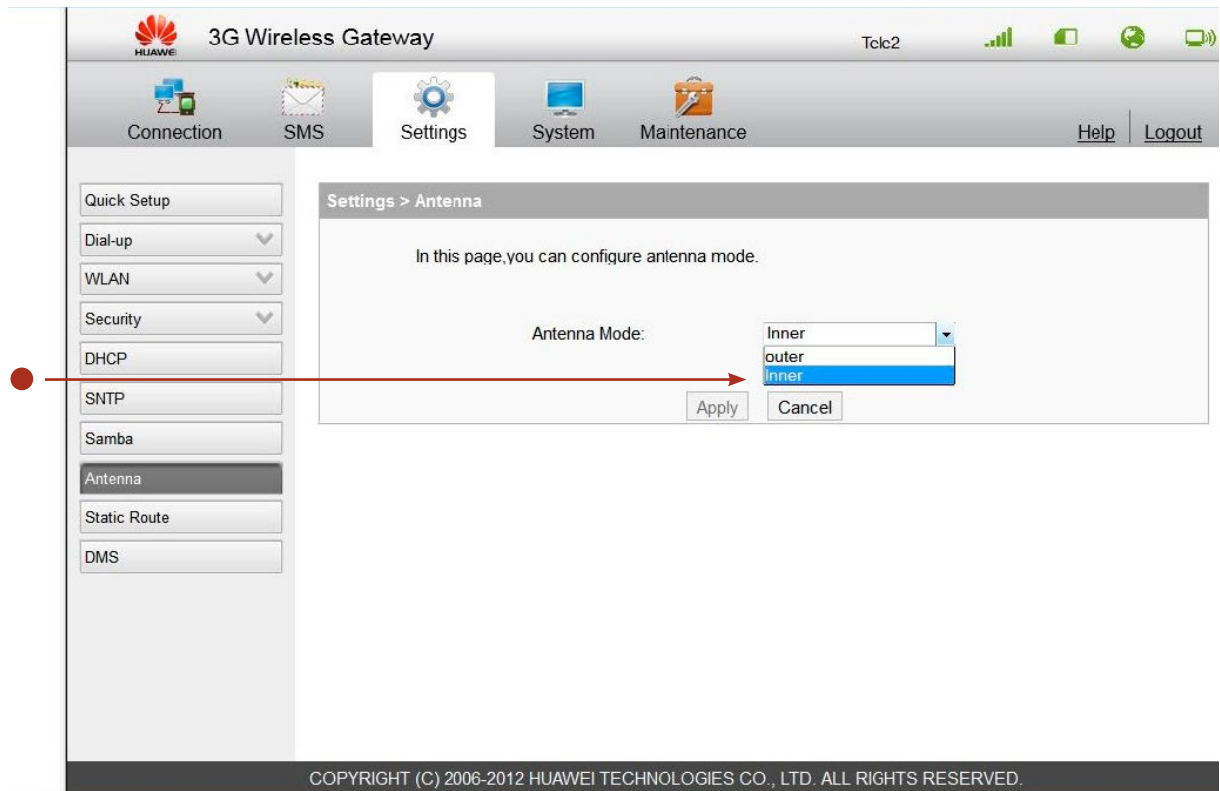 HUAWEI
3G Wireless Gateway
Tele2
Connection
SMS
Settings
System
Maintenance
Help
Logout
Quick Setup
Dial-up
WLAN
Security
DHCP
SNTP
Samba
Antenna
Static Route
DMS
Settings > Antenna
In this page,you can configure antenna mode.
Antenna Mode:
Inner
outer
Inner
Apply
Cancel
COPYRIGHT (C) 2006-2012 HUAWEI TECHNOLOGIES CO., LTD. ALL RIGHTS RESERVED.